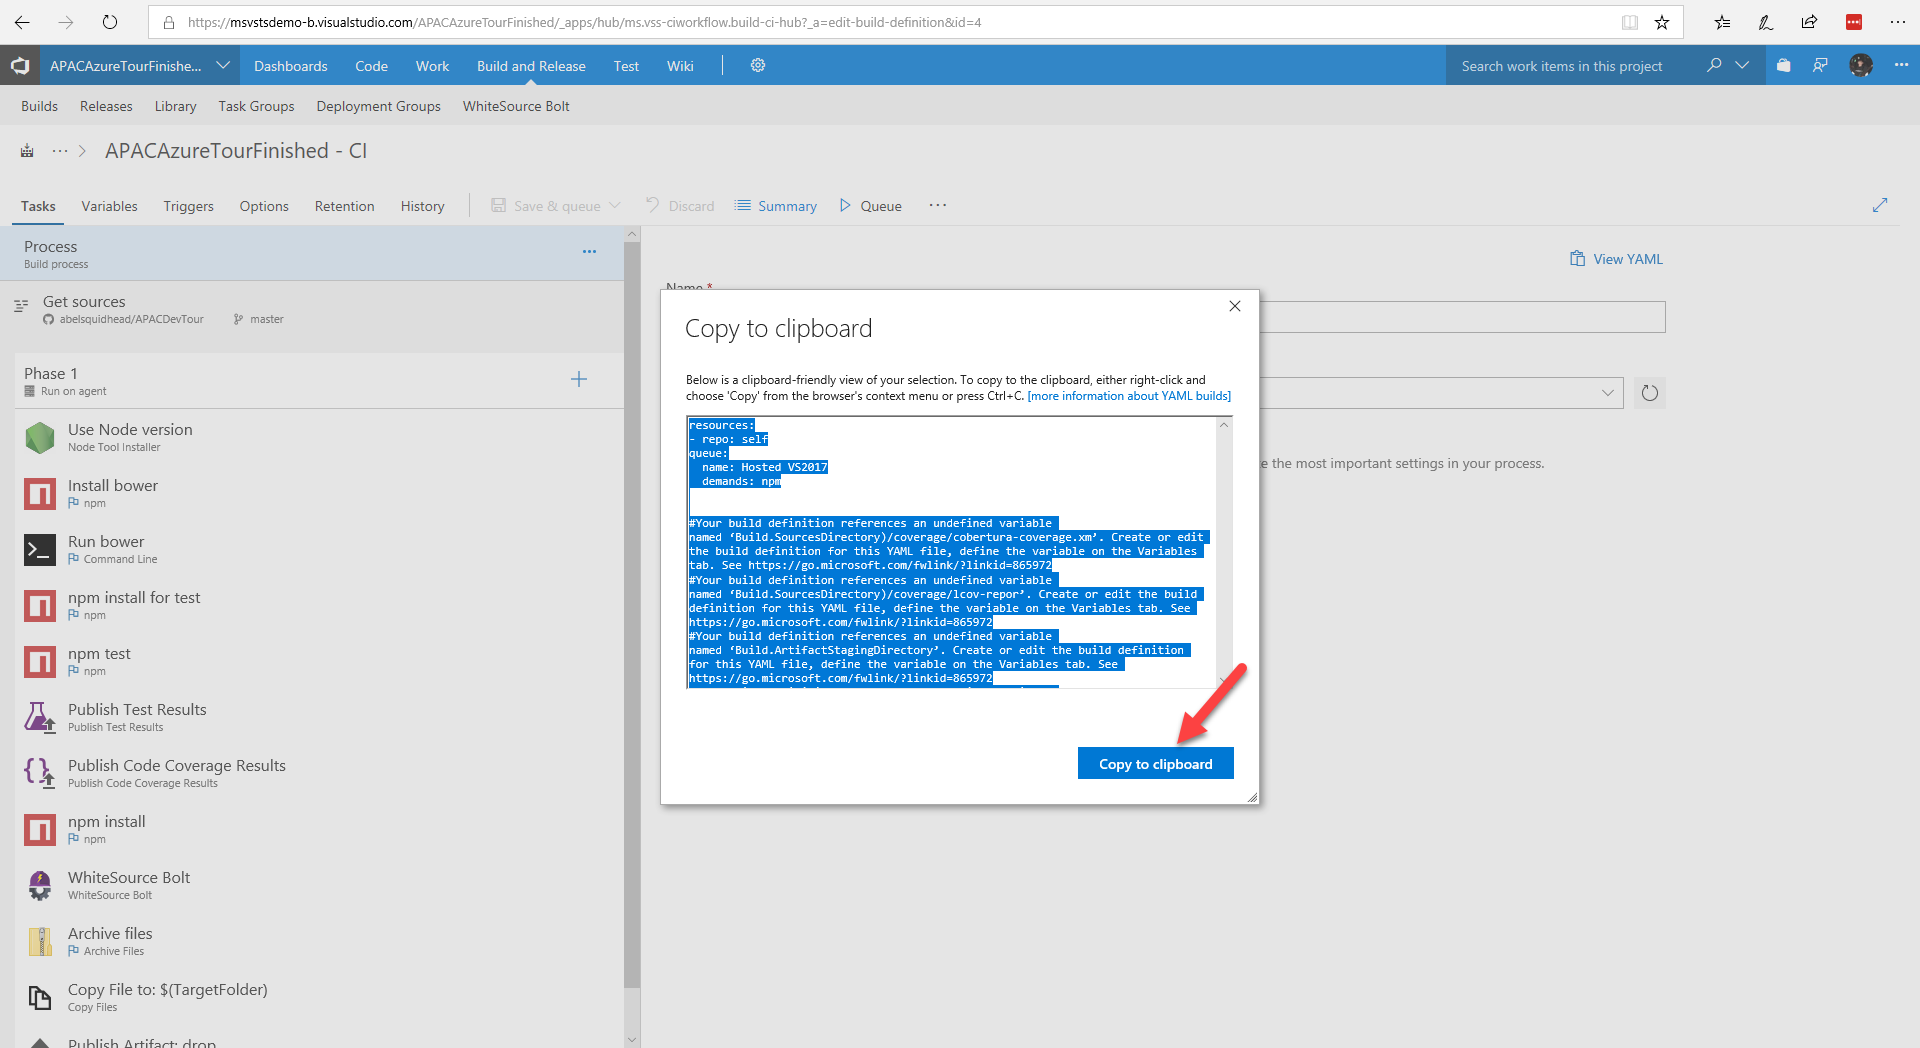 https://msvstsdemo-b.visualstudio.com/APACAzureTourFinished/_apps/hub/ms.vss-ciworkflow.build-ci-hub?_a=edit-build-definition&id=4
APACAzureTourFinishe...
Dashboards
Code
Work
Build and Release
Test
Wiki
Search work items in this project
Builds
Releases
Library
Task Groups
Deployment Groups
WhiteSource Bolt
APACAzureTourFinished - CI
Tasks
Variables
Triggers
Options
Retention
History
Save & queue
Discard
Summary
Queue
Process
Build process
Get sources
abelsquidhead/APACDevTour
master
Phase 1
Run on agent
Use Node version
Node Tool Installer
Install bower
npm
Run bower
Command Line
npm install for test
npm
npm test
npm
Publish Test Results
Publish Test Results
Publish Code Coverage Results
Publish Code Coverage Results
npm install
npm
WhiteSource Bolt
WhiteSource Bolt
Archive files
Archive Files
Copy File to: $(TargetFolder)
Copy Files
Publish Artifact: drop
View YAML
Name *
e the most important settings in your process.
Copy to clipboard
Below is a clipboard-friendly view of your selection. To copy to the clipboard, either right-click and
choose 'Copy' from the browser's context menu or press Ctrl+C. [more information about YAML builds]
resources:
- repo: self
queue:
name: Hosted VS2017
demands: npm
#Your build definition references an undefined variable
named ‘Build.SourcesDirectory)/coverage/cobertura-coverage.xm’. Create or edit
the build definition for this YAML file, define the variable on the Variables
tab. See https://go.microsoft.com/fwlink/?linkid=865972
#Your build definition references an undefined variable
named ‘Build.SourcesDirectory)/coverage/lcov-repor’. Create or edit the build
definition for this YAML file, define the variable on the Variables tab. See
https://go.microsoft.com/fwlink/?linkid=865972
#Your build definition references an undefined variable
named ‘Build.ArtifactStagingDirectory’. Create or edit the build definition
for this YAML file, define the variable on the Variables tab. See
https://go.microsoft.com/fwlink/?linkid=865972
Copy to clipboard